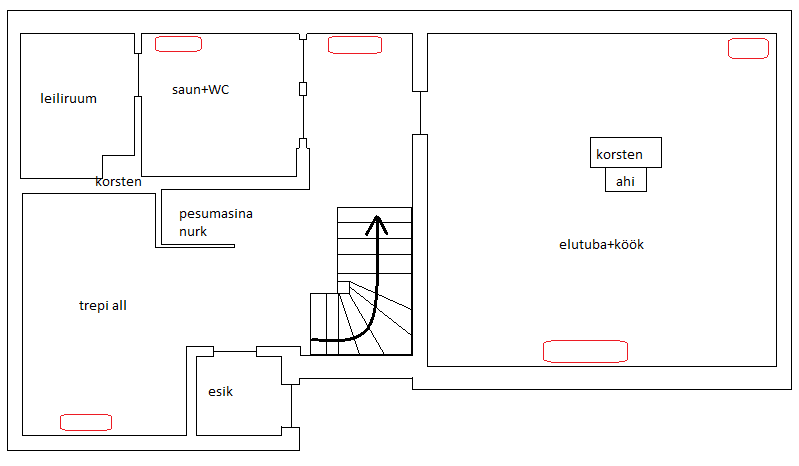 leiliruum
saun+WC
korsten
pesumasina
nurk
trepi all
esik
korsten
ahi
elutuba+köök